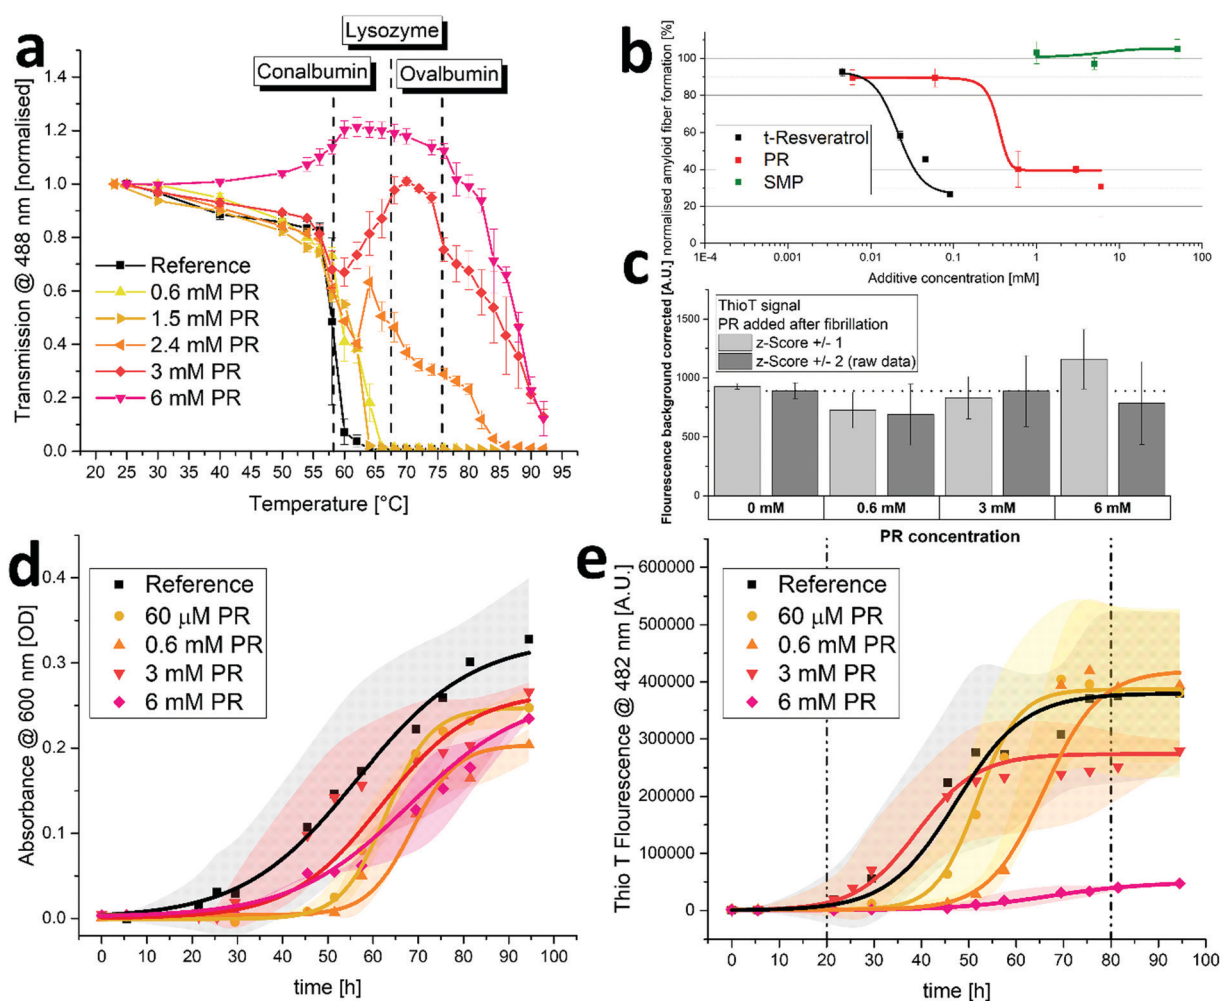 a
Lysozyme
Conalbumin
Ovalbumin
Transmission @ 488 nm [normalised]
1.4
1.2
1.0
0.8
0.6
0.4
0.2
0.0
Reference
0.6 mM PR
1.5 mM PR
2.4 mM PR
3 mM PR
6 mM PR
20 25 30 35 40 45 50 55 60 65 70 75 80 85 90 95
Temperature [°C]
b
normalised amyloid fiber formation [%]
100
80
60
40
20
0
t-Resveratrol
PR
SMP
1E-4 0.001 0.01 0.1 1 10 100
Additive concentration [mM]
c
Flourescence background corrected [A.U.]
1500
1000
500
0
ThioT signal
PR added after fibrillation
z-Score +/- 1
z-Score +/- 2 (raw data)
0 mM 0.6 mM 3 mM 6 mM
PR concentration
d
Absorbance @ 600 nm [OD]
0.4
0.3
0.2
0.1
0.0
Reference
60 μM PR
0.6 mM PR
3 mM PR
6 mM PR
0 10 20 30 40 50 60 70 80 90 100
time [h]
e
Thio T Flourescence @ 482 nm [A.U.]
600000
500000
400000
300000
200000
100000
0
Reference
60 μM PR
0.6 mM PR
3 mM PR
6 mM PR
0 10 20 30 40 50 60 70 80 90 100
time [h]